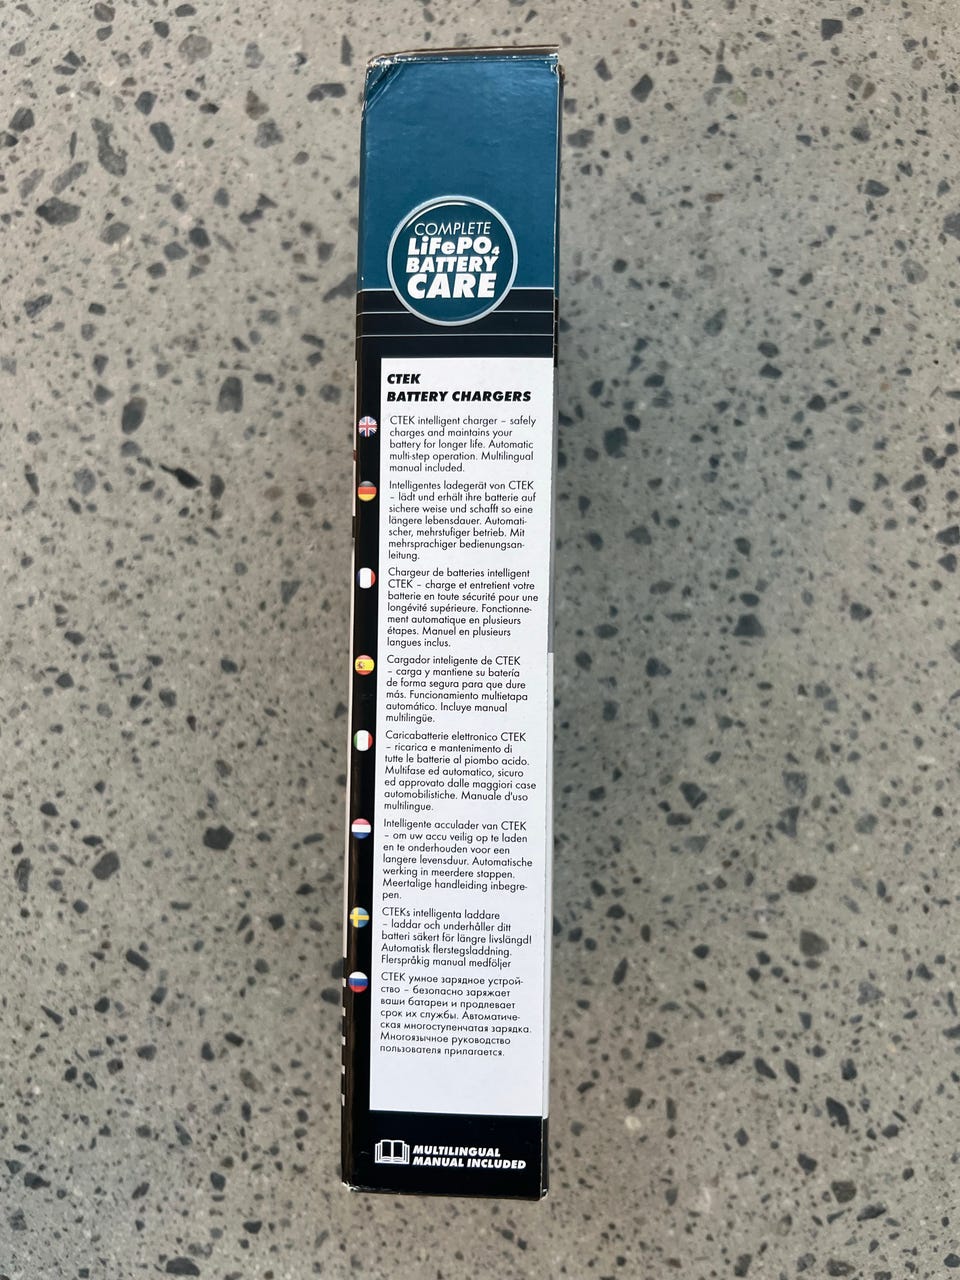 COMPLETE
LiFePO4
BATTERY
CARE
CTEK
BATTERY CHARGERS
CTEK intelligent charger – safely
charges and maintains your
battery for longer life. Automatic
multi-step operation. Multilingual
manual included.
Intelligentes ladegerät von CTEK
– lädt und erhält ihre batterie auf
sichere weise und schafft so eine
längere lebensdauer. Automati-
scher, mehrstufiger betrieb. Mit
mehrsprachiger bedienungsan-
leitung.
Chargeur de batteries intelligent
CTEK – charge et entretient votre
batterie en toute sécurité pour une
longévité supérieure. Fonctionne-
ment automatique en plusieurs
étapes. Manuel en plusieurs
langues inclus.
Cargador inteligente de CTEK
– carga y mantiene su batería
de forma segura para que dure
más. Funcionamiento multietapa
automático. Incluye manual
multilingüe.
Caricabatterie elettronico CTEK
– ricarica e mantenimento di
tutte le batterie al piombo acido.
Multifase ed automatico, sicuro
ed approvato dalle maggiori case
automobilistiche. Manuale d'uso
multilingue.
Intelligente acculader van CTEK
– om uw accu veilig op te laden
en te onderhouden voor een
langere levensduur. Automatische
werking in meerdere stappen.
Meertalige handleiding inbegre-
pen.
CTEKs intelligenta laddare
– laddar och underhåller ditt
batteri säkert för längre livslängd!
Automatisk flerstegsladdning.
Flerspråkig manual medföljer
CTEK умное зарядное устрой-
ство – безопасно заряжает
ваши батареи и продлевает
срок их службы. Автоматиче-
ская многоступенчатая зарядка.
Многоязычное руководство
пользователя прилагается.
MULTILINGUAL
MANUAL INCLUDED